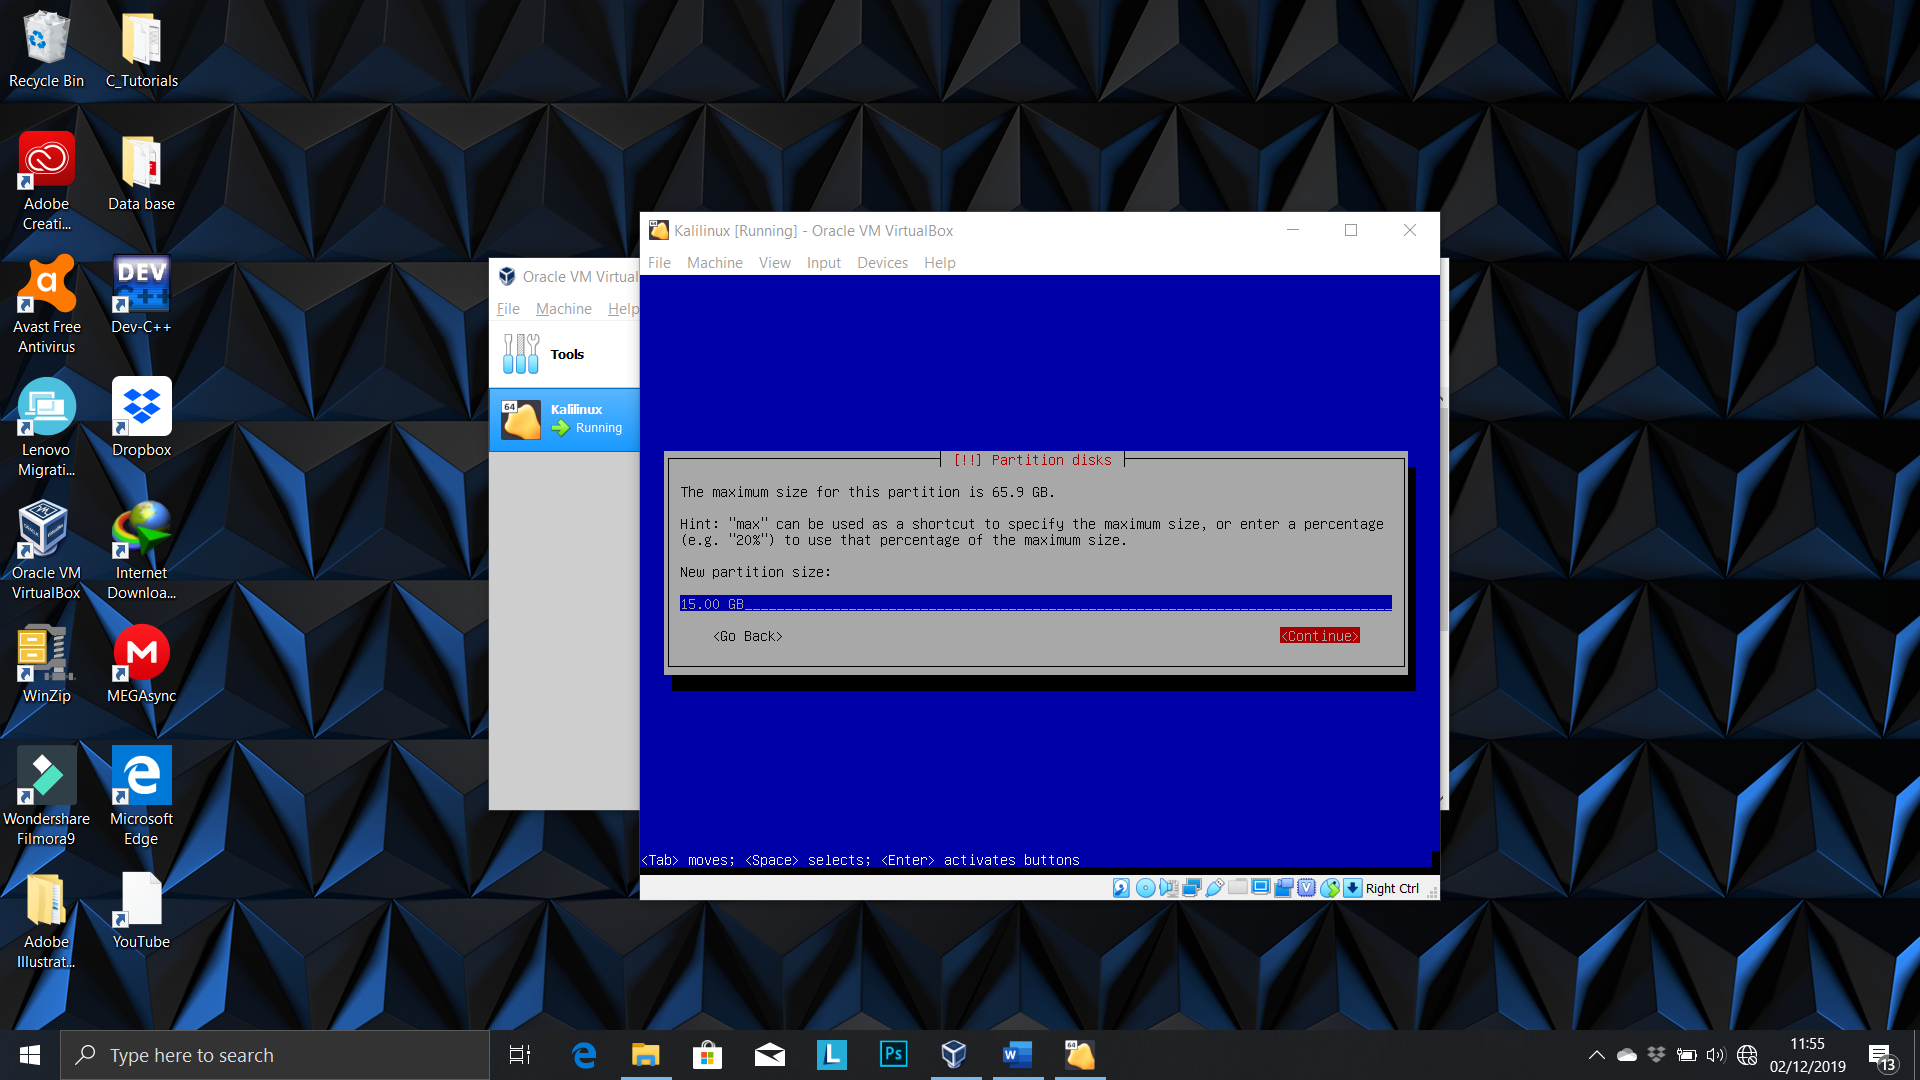 Recycle Bin
C_Tutorials
Adobe
Creati...
Data base
Avast Free
Antivirus
DEV
C++
Dev-C++
Lenovo
Migrati...
Dropbox
Oracle VM
VirtualBox
Internet
Downloa...
WinZip
MEGAsync
Wondershare
Filmora9
Microsoft
Edge
Adobe
Illustrat...
YouTube
Oracle VM Virtual
File Machine Help
Tools
64
Kalilinux
Running
64
Kalilinux [Running] - Oracle VM VirtualBox
File Machine View Input Devices Help
[!!] Partition disks
The maximum size for this partition is 65.9 GB.
Hint: "max" can be used as a shortcut to specify the maximum size, or enter a percentage
(e.g. "20%") to use that percentage of the maximum size.
New partition size:
15.00 GB
<Go Back> <Continue>
<Tab> moves; <Space> selects; <Enter> activates buttons
Right Ctrl
Type here to search
L
Ps
W
64
11:55
02/12/2019
13